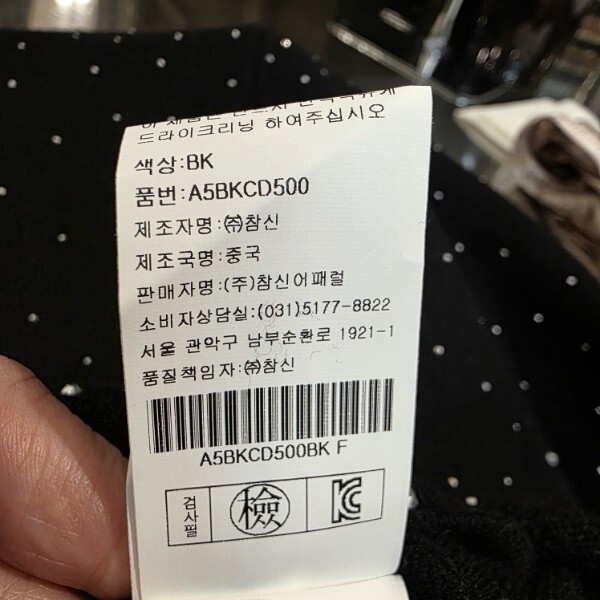 드라이크리닝 하여주십시오
색상:BK
품번:A5BKCD500
제조자명:㈜참신
제조국명:중국
판매자명:(주)참신어패럴
소비자상담실:(031)5177-8822
서울 관악구 남부순환로 1921-1
품질책임자:㈜참신
A5BKCD500BK F
검사필 檢 KC